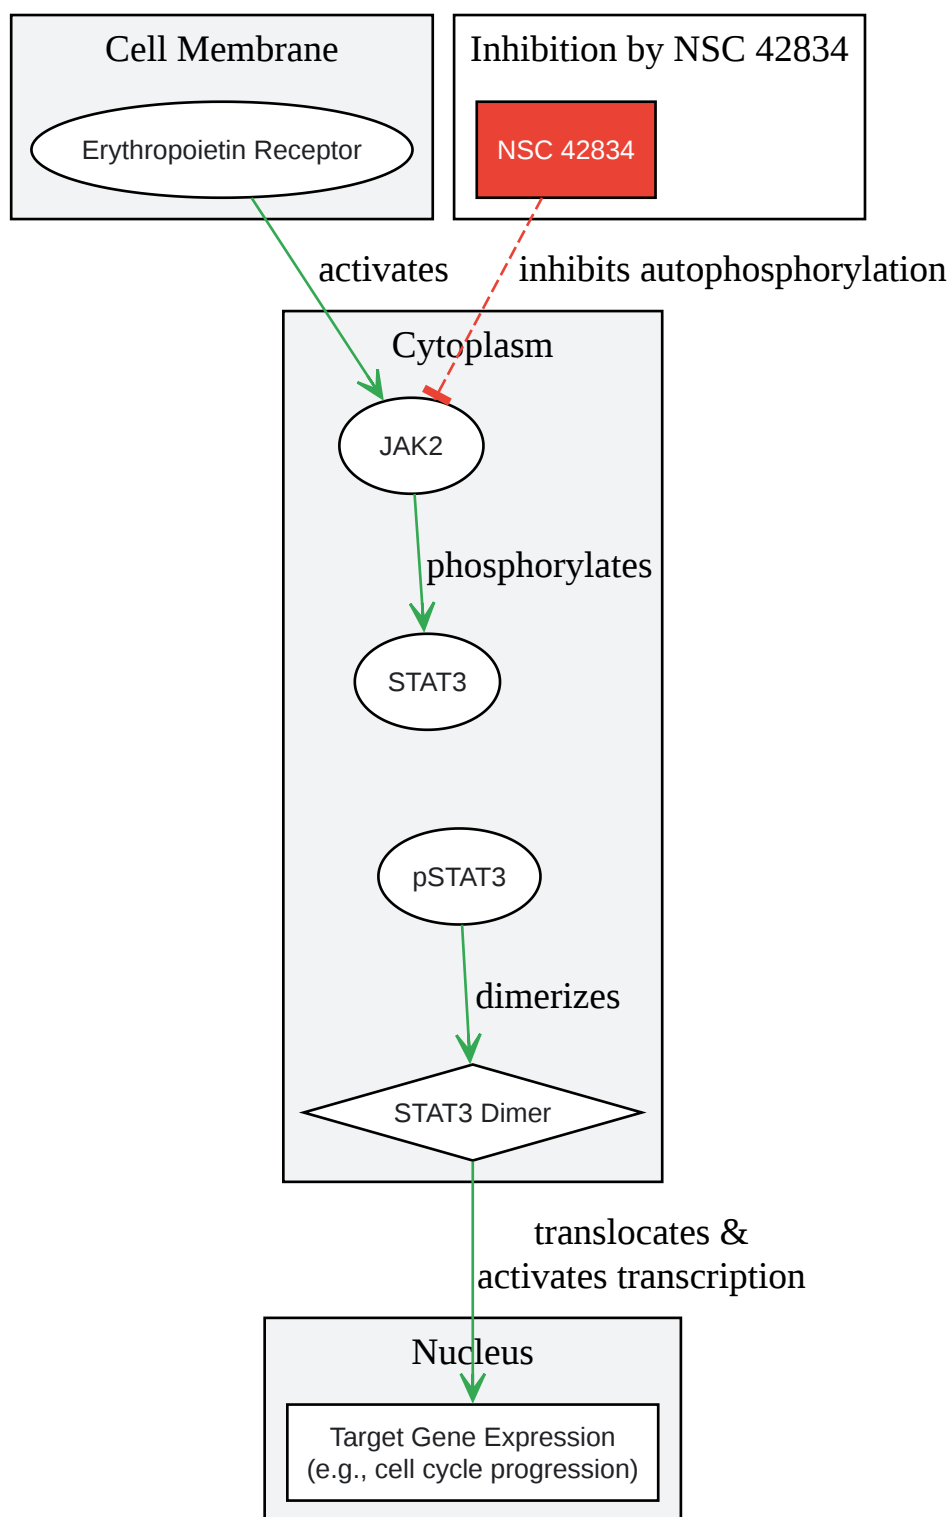 Cell Membrane
Erythropoietin Receptor
Inhibition by NSC 42834
NSC 42834
activates
inhibits autophosphorylation
Cytoplasm
JAK2
phosphorylates
STAT3
pSTAT3
dimerizes
STAT3 Dimer
translocates &
activates transcription
Nucleus
Target Gene Expression
(e.g., cell cycle progression)